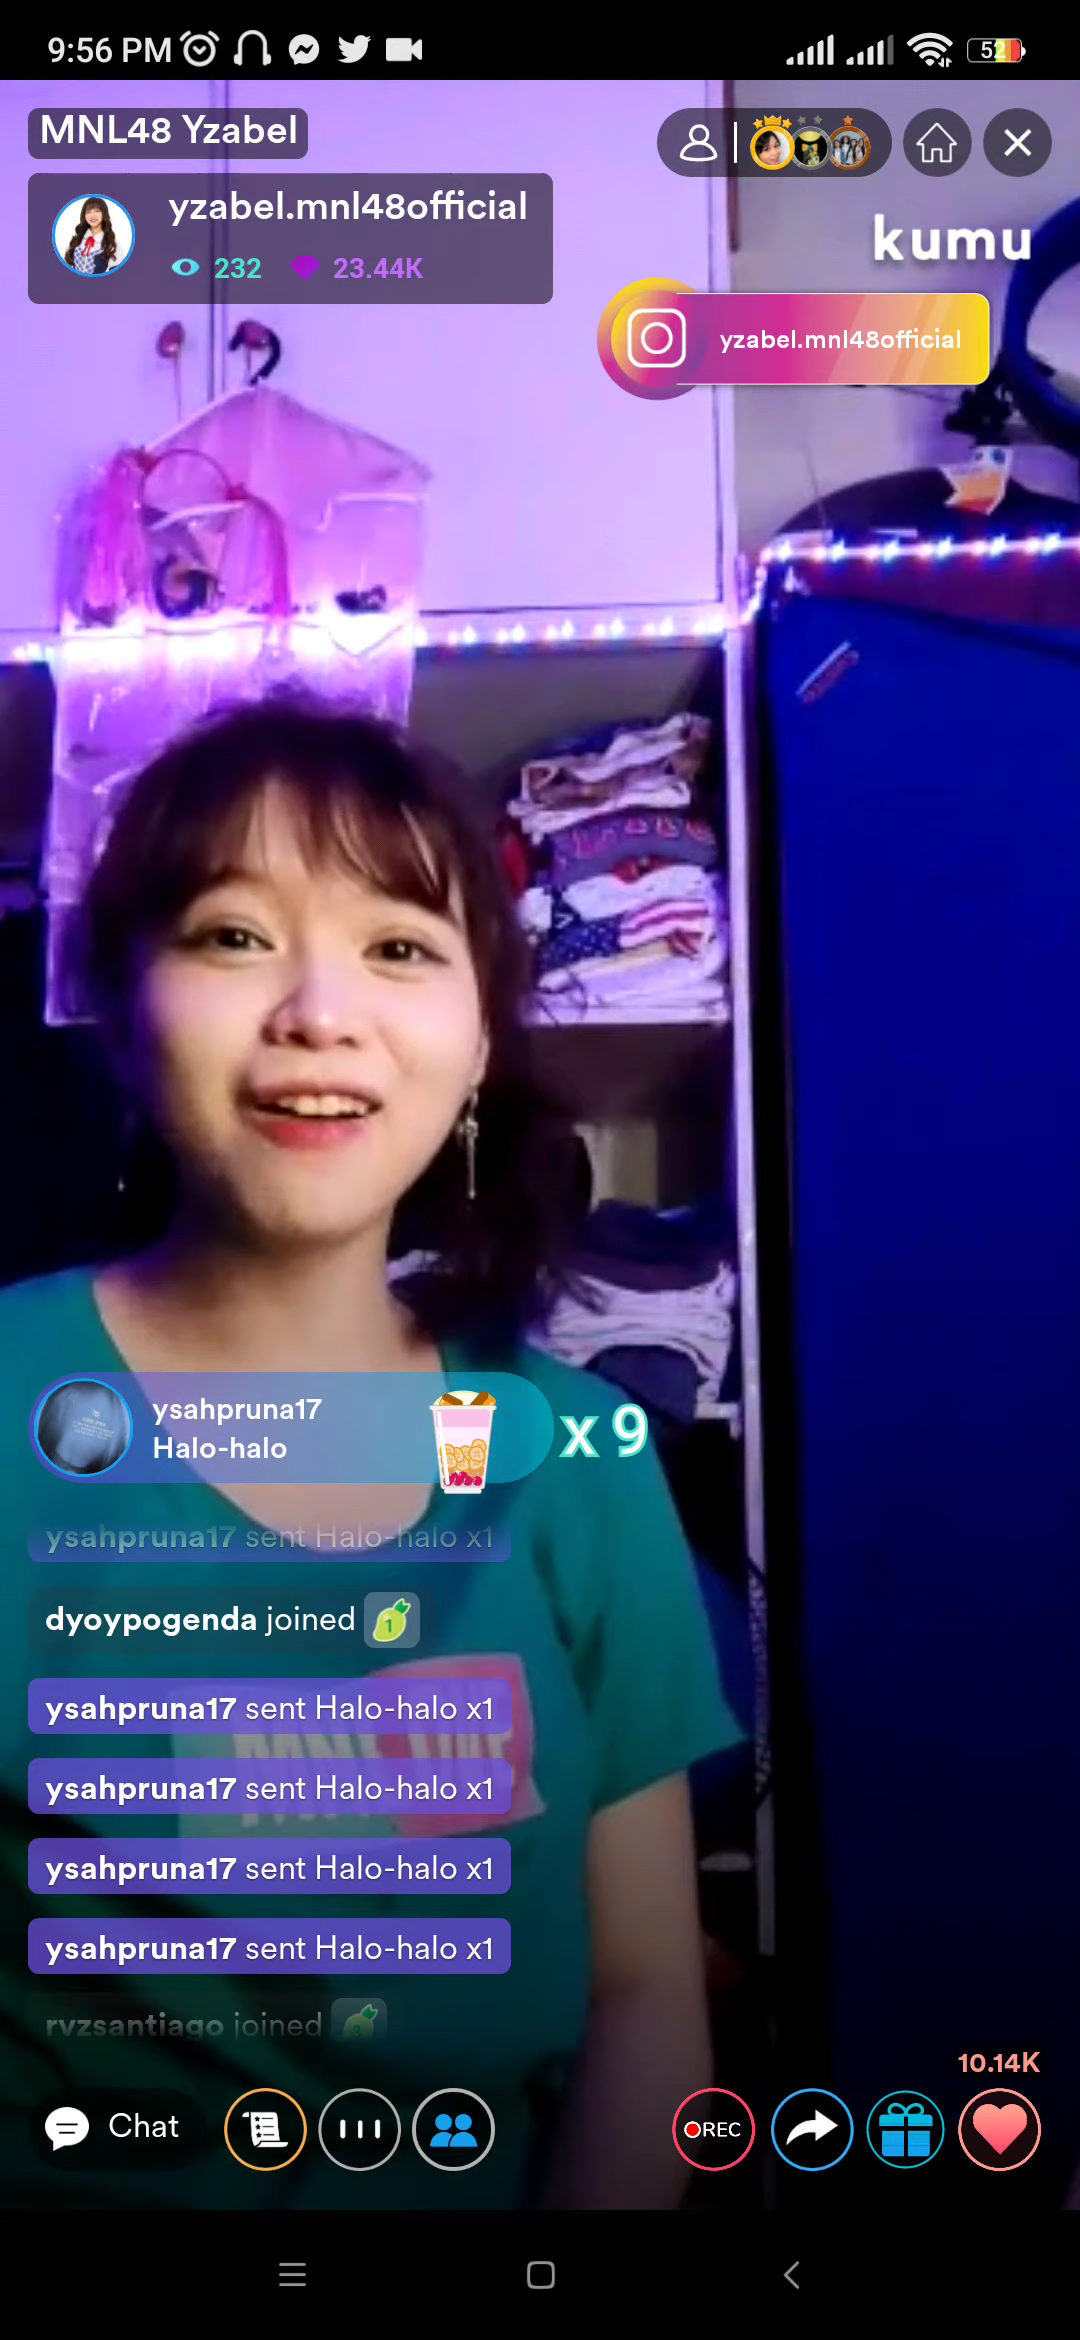 9:56 PM
52
MNL48 Yzabel
yzabel.mnl48official
232 23.44K
kumu
yzabel.mnl48official
ysahpruna17
Halo-halo
x 9
ysahpruna17 sent Halo-halo x1
dyoypogenda joined 1
ysahpruna17 sent Halo-halo x1
ysahpruna17 sent Halo-halo x1
ysahpruna17 sent Halo-halo x1
ysahpruna17 sent Halo-halo x1
rvzsantiago joined
10.14K
Chat
REC